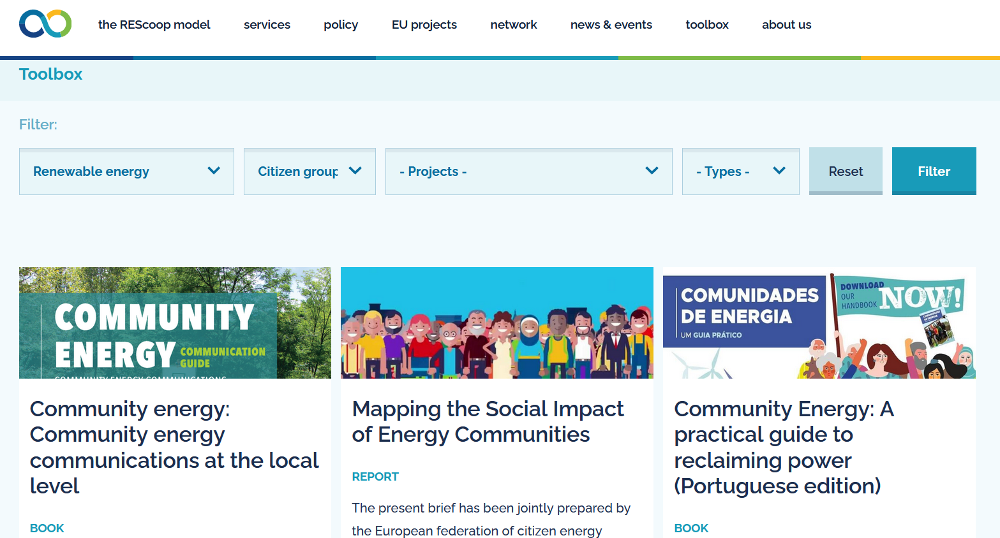 the REScoop model services policy EU projects network news & events toolbox about us
Toolbox
Filter:
Renewable energy Citizen group - Projects - - Types - Reset Filter
COMMUNITY
ENERGY COMMUNICATION
GUIDE
COMMUNITY ENERGY COMMUNICATIONS
COMUNIDADES
DE ENERGIA
UM GUIA PRÁTICO
DOWNLOAD
OUR
HANDBOOK NOW!
Community energy:
Community energy
communications at the local
level
BOOK
Mapping the Social Impact
of Energy Communities
REPORT
The present brief has been jointly prepared by
the European federation of citizen energy
Community Energy: A
practical guide to
reclaiming power
(Portuguese edition)
BOOK